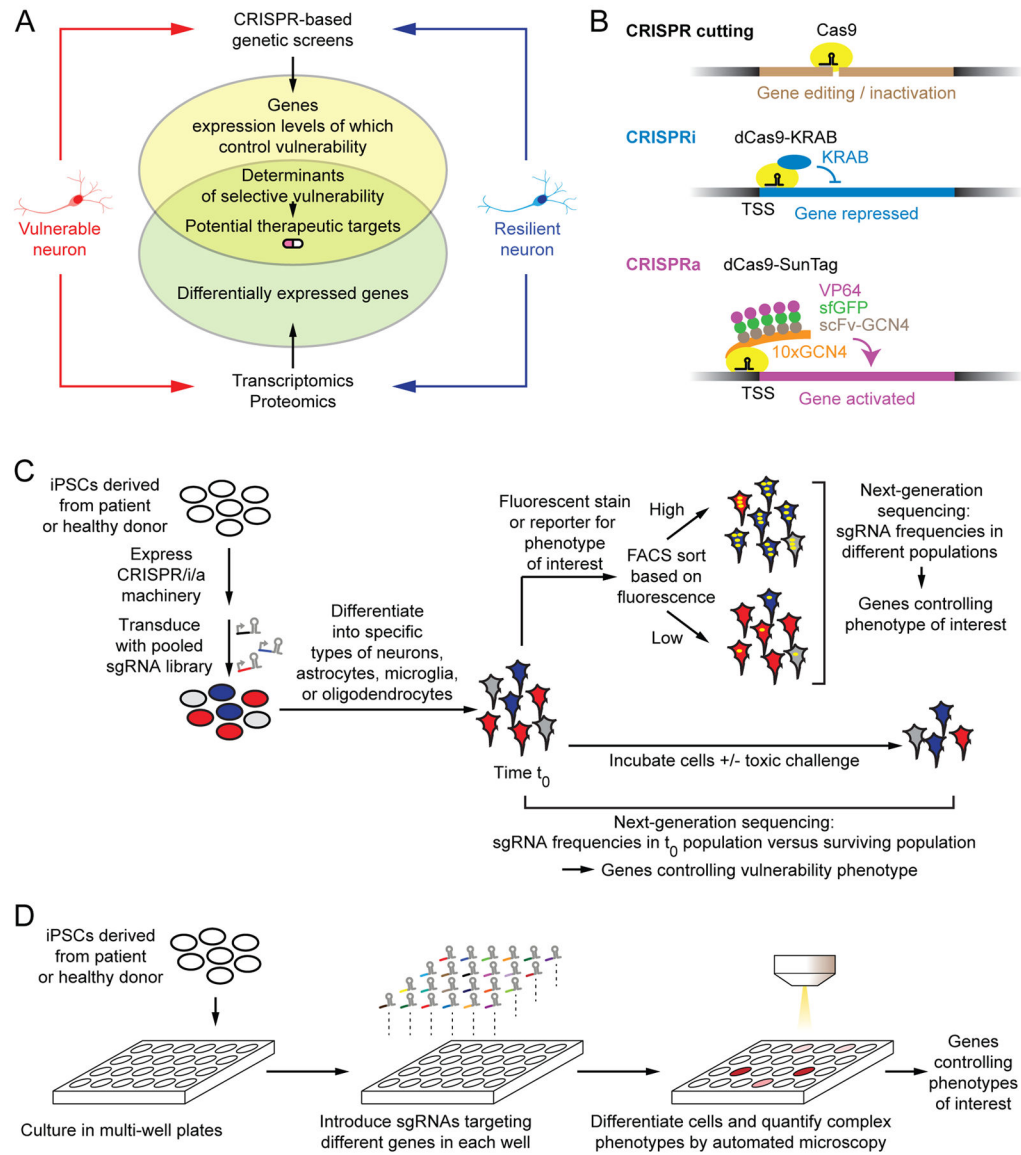 A
CRISPR-based
genetic screens
Genes
expression levels of which
control vulnerability
Determinants
of selective vulnerability
Potential therapeutic targets
Vulnerable
neuron
Resilient
neuron
Differentially expressed genes
Transcriptomics
Proteomics
B
CRISPR cutting
Cas9
Gene editing / inactivation
CRISPRi
dCas9-KRAB
KRAB
TSS
Gene repressed
CRISPRa
dCas9-SunTag
VP64
sfGFP
scFv-GCN4
10xGCN4
TSS
Gene activated
C
iPSCs derived
from patient
or healthy donor
Express
CRISPR/i/a
machinery
Transduce
with pooled
sgRNA library
Differentiate
into specific
types of neurons,
astrocytes, microglia,
or oligodendrocytes
Time t0
Fluorescent stain
or reporter for
phenotype
of interest
High
FACS sort
based on
fluorescence
Low
Next-generation
sequencing:
sgRNA frequencies in
different populations
Genes controlling
phenotype of interest
Incubate cells +/- toxic challenge
Next-generation sequencing:
sgRNA frequencies in t0 population versus surviving population
Genes controlling vulnerability phenotype
D
iPSCs derived
from patient
or healthy donor
Culture in multi-well plates
Introduce sgRNAs targeting
different genes in each well
Differentiate cells and quantify complex
phenotypes by automated microscopy
Genes
controlling
phenotypes
of interest